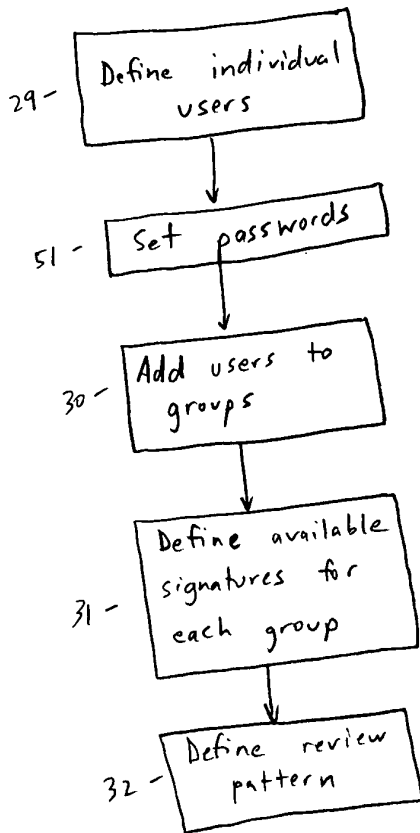 Define individual
29- users
51- Set passwords
Add users to
30- groups
Define available
signatures for
31- each group
Define review
32- pattern